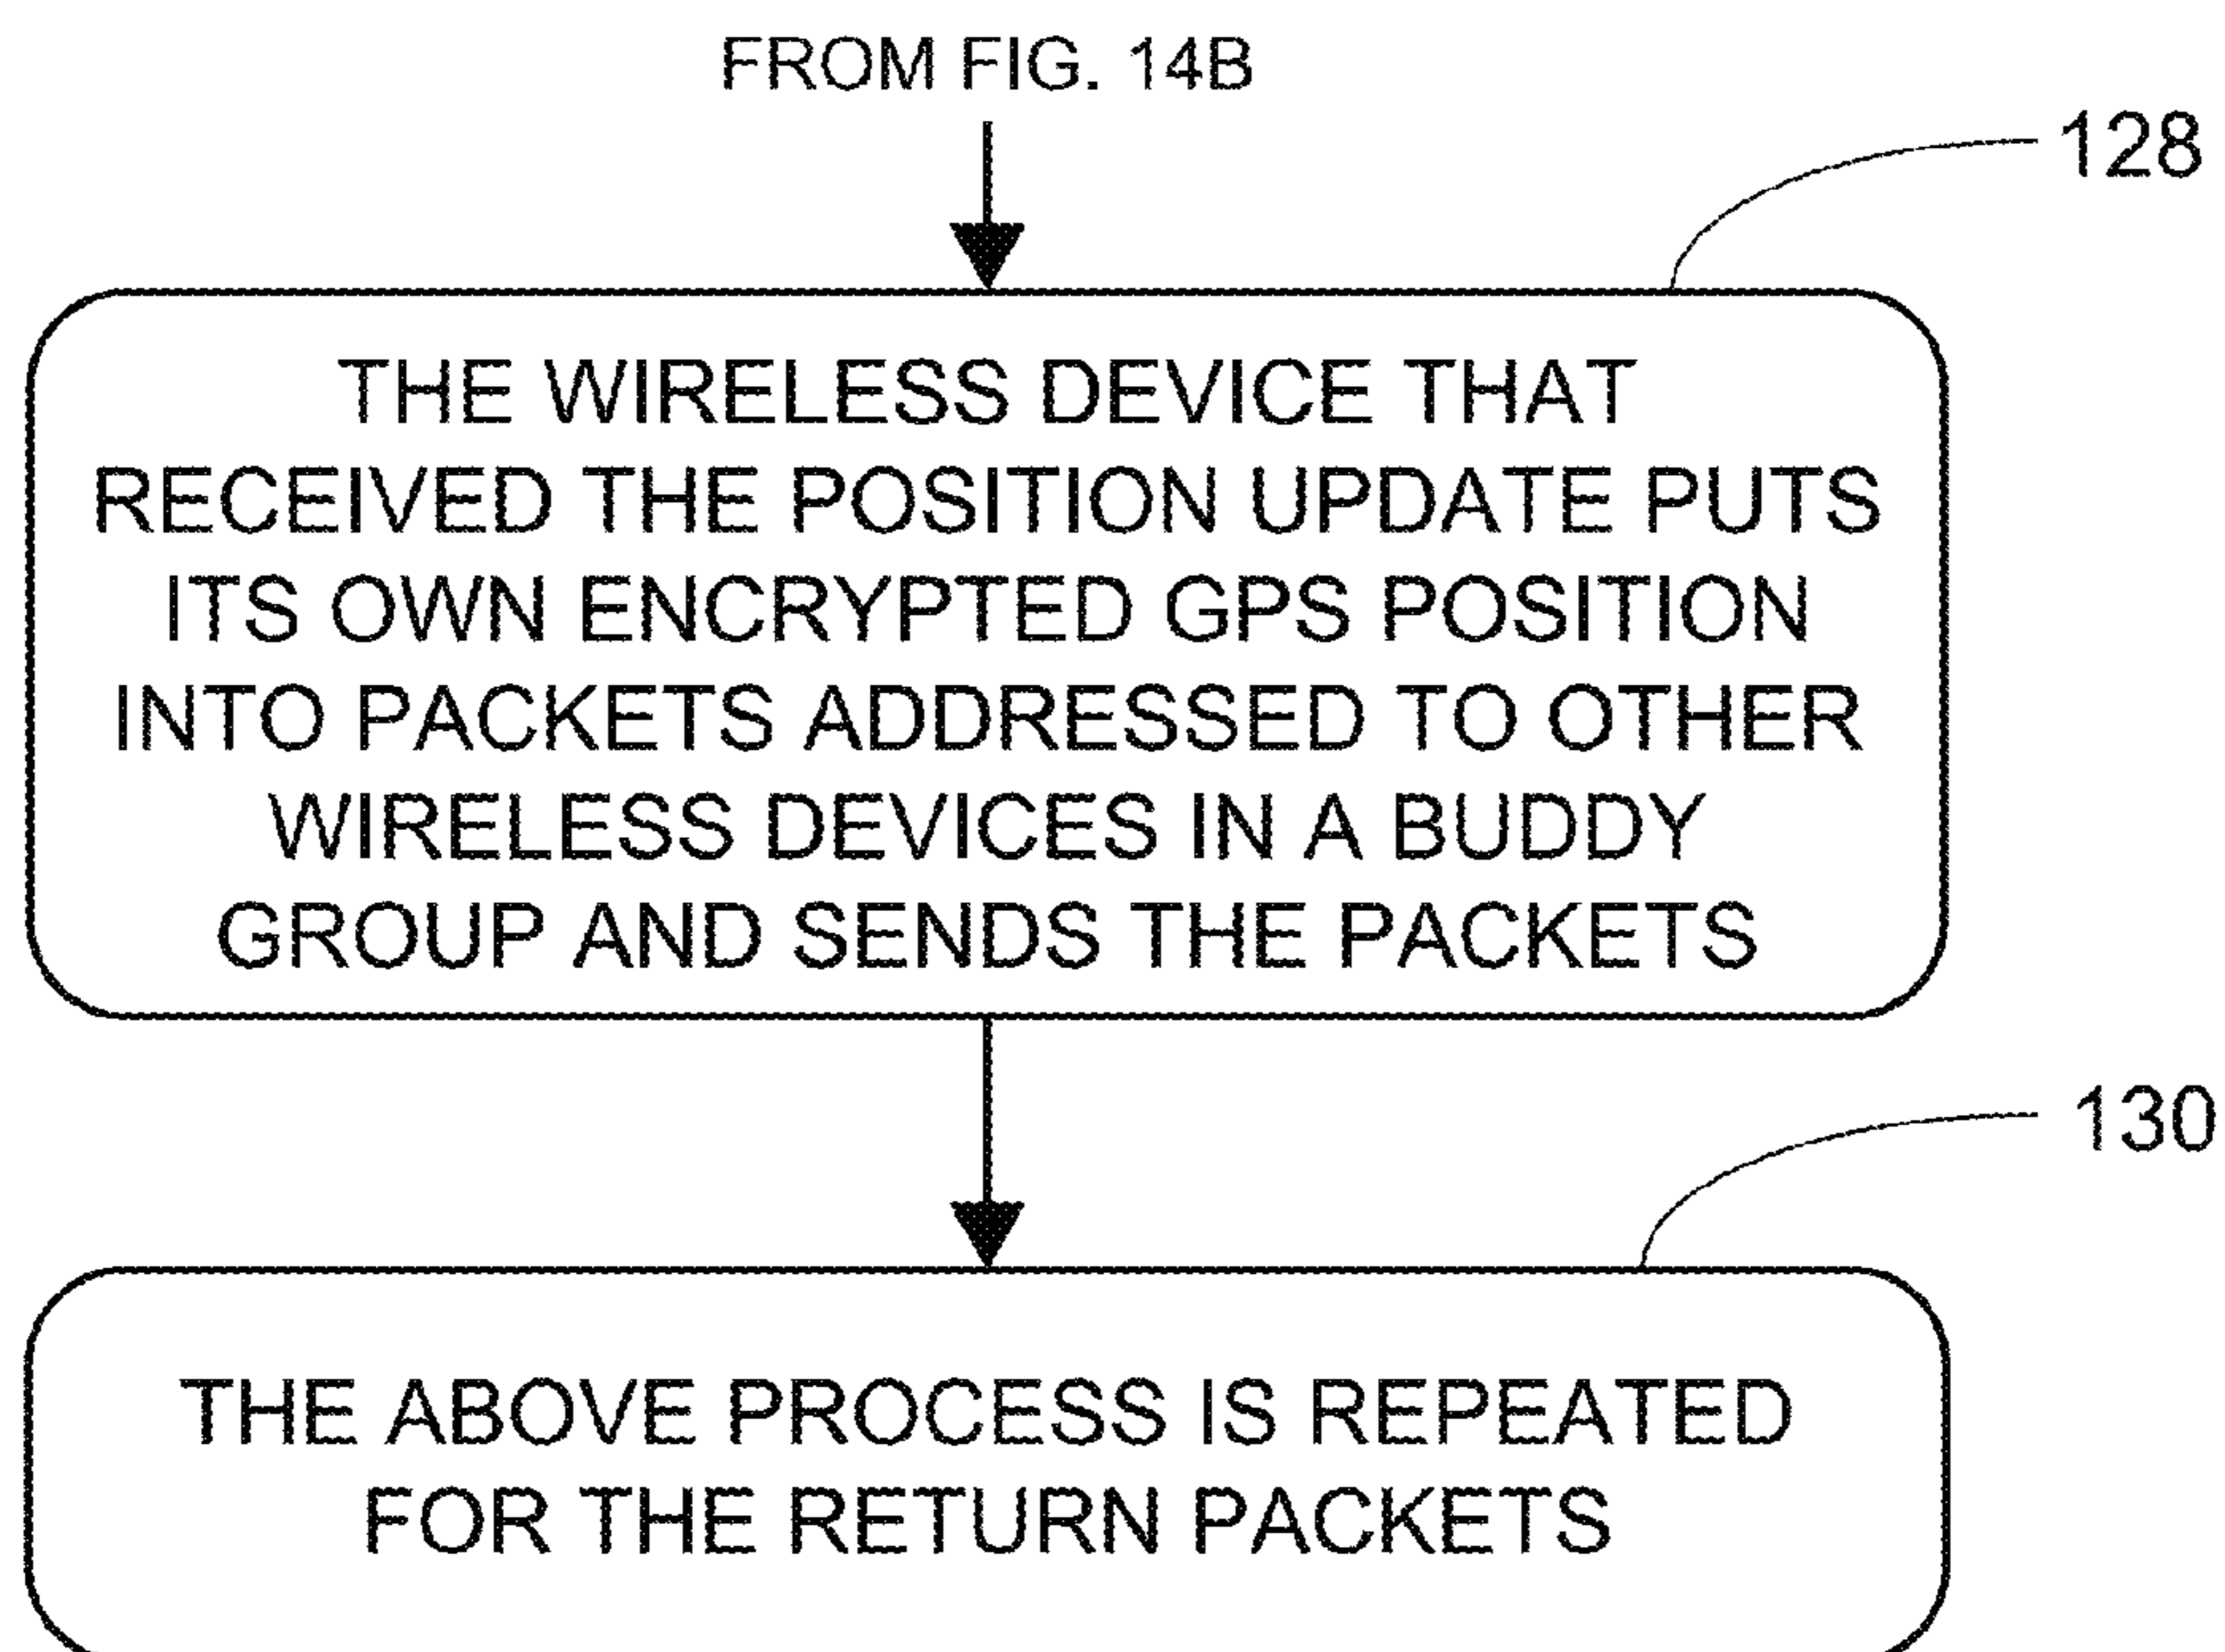 FROM FIG. 14B
128
THE WIRELESS DEVICE THAT
RECEIVED THE POSITION UPDATE PUTS
ITS OWN ENCRYPTED GPS POSITION
INTO PACKETS ADDRESSED TO OTHER
WIRELESS DEVICES IN A BUDDY
GROUP AND SENDS THE PACKETS
130
THE ABOVE PROCESS IS REPEATED
FOR THE RETURN PACKETS